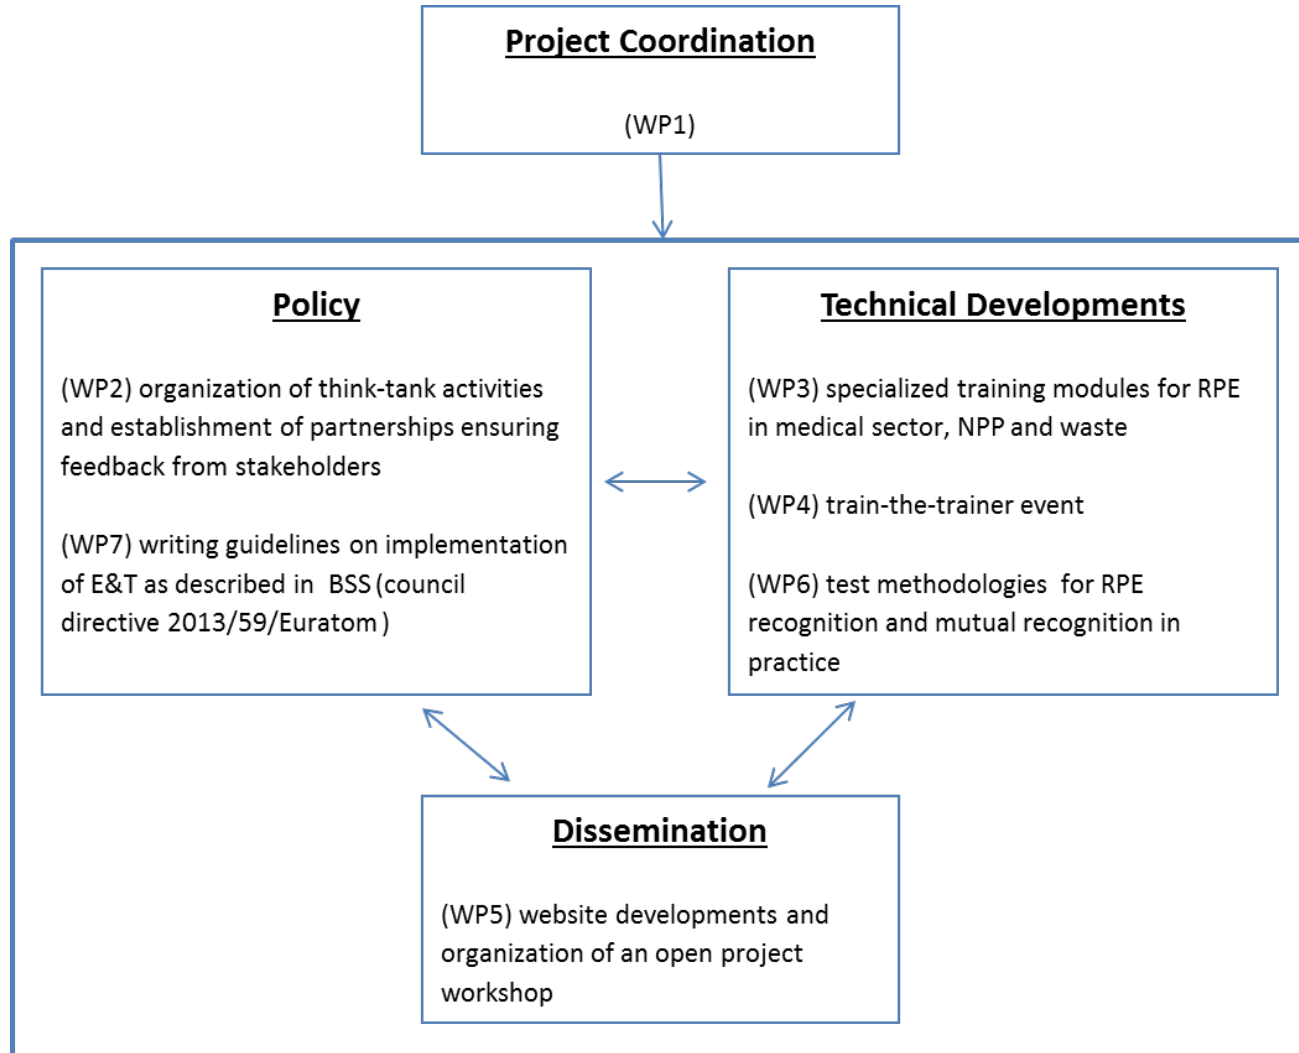 Project Coordination
(WP1)
Policy
(WP2) organization of think-tank activities
and establishment of partnerships ensuring
feedback from stakeholders
(WP7) writing guidelines on implementation
of E&T as described in BSS (council
directive 2013/59/Euratom )
Technical Developments
(WP3) specialized training modules for RPE
in medical sector, NPP and waste
(WP4) train-the-trainer event
(WP6) test methodologies for RPE
recognition and mutual recognition in
practice
Dissemination
(WP5) website developments and
organization of an open project
workshop